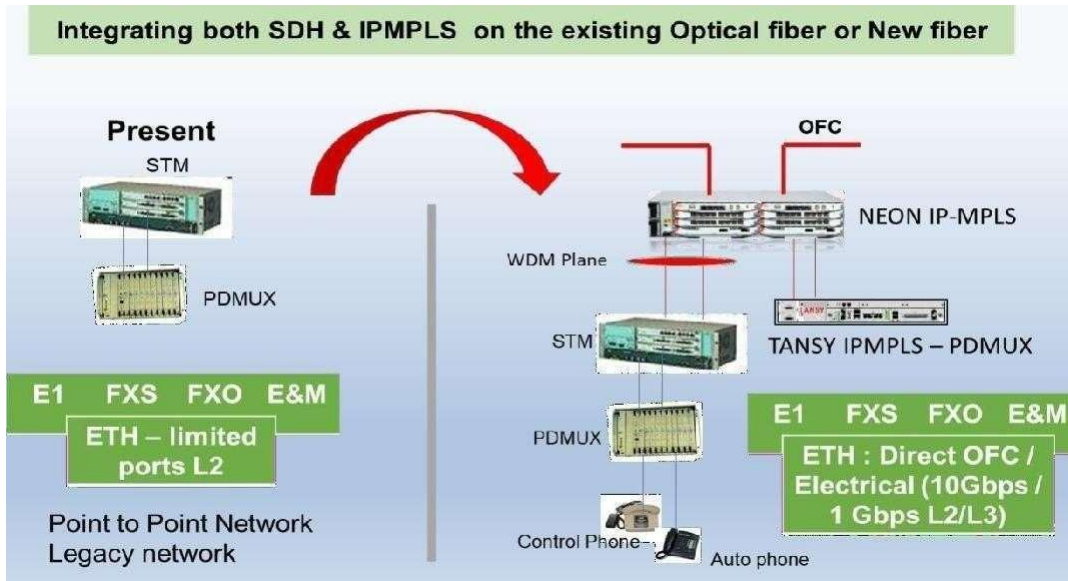 Integrating both SDH & IPMPLS on the existing Optical fiber or New fiber
Present
STM
PDMUX
E1 FXS FXO E&M
ETH – limited
ports L2
Point to Point Network
Legacy network
OFC
NEON IP-MPLS
WDM Plane
TANSY
STM
TANSY IPMPLS – PDMUX
PDMUX
Control Phone
Auto phone
E1 FXS FXO E&M
ETH : Direct OFC /
Electrical (10Gbps /
1 Gbps L2/L3)